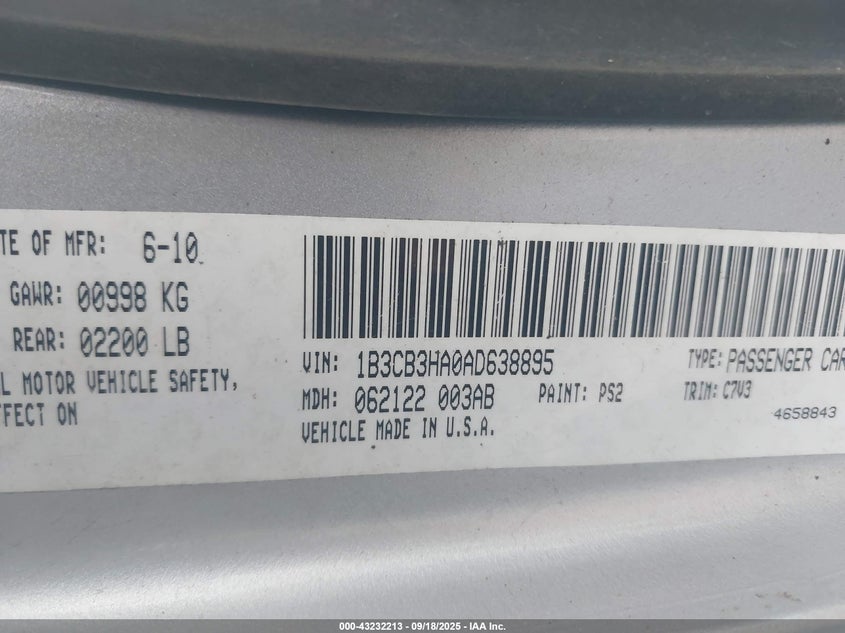 TE OF MFR: 6-10
GAWR: 00998 KG
REAR: 02200 LB
L MOTOR VEHICLE SAFETY,
FFECT ON
VIN: 1B3CB3HA0AD638895
TYPE: PASSENGER CAR
MDH: 062122 003AB
PAINT: PS2
TRIM: C7V3
VEHICLE MADE IN U.S.A.
4658843
000-43232213 - 09/18/2025 - IAA Inc.